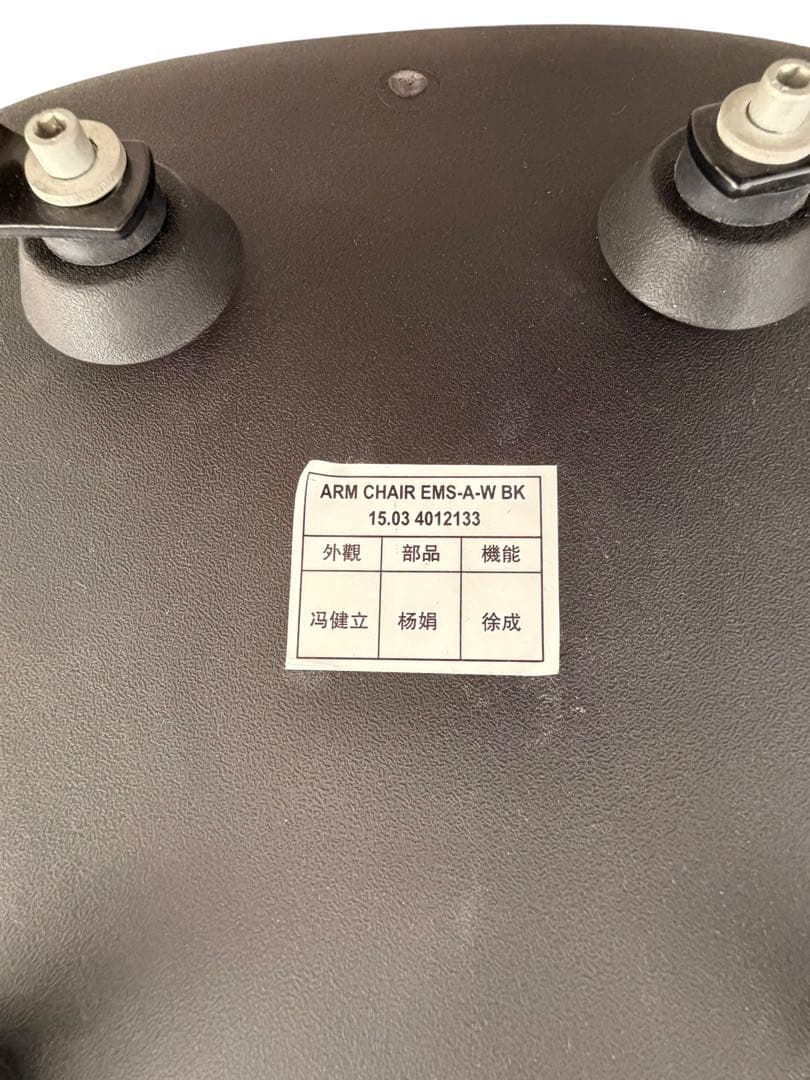 ARM CHAIR EMS-A-W BK
15.03 4012133
外觀 部品 機能
冯健立 杨娟 徐成